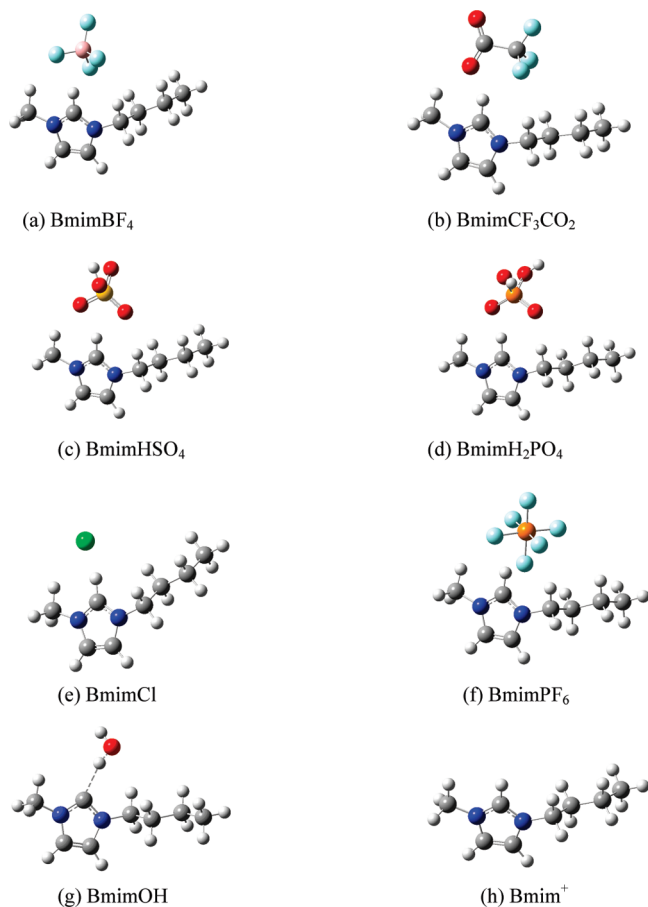 (a) BmimBF₄
(b) BmimCF₃CO₂
(c) BmimHSO₄
(d) BmimH₂PO₄
(e) BmimCl
(f) BmimPF₆
(g) BmimOH
(h) Bmim⁺